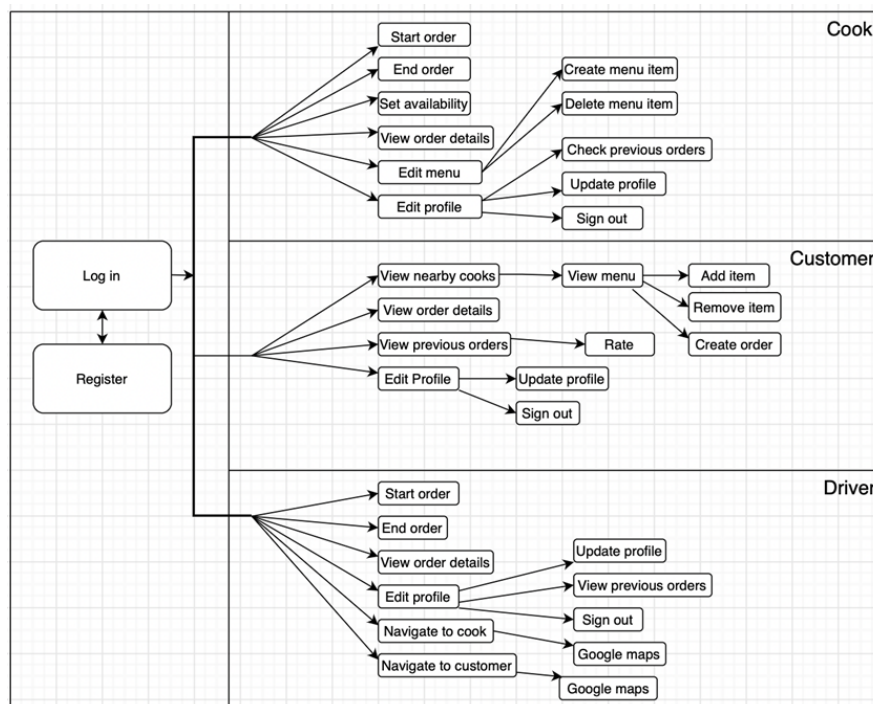 Cook
Start order
End order
Set availability
View order details
Edit menu
Edit profile
Create menu item
Delete menu item
Check previous orders
Update profile
Sign out
Log in
Register
Customer
View nearby cooks
View menu
Add item
Remove item
Create order
View order details
View previous orders
Rate
Edit Profile
Update profile
Sign out
Driver
Start order
End order
View order details
Edit profile
Update profile
View previous orders
Sign out
Navigate to cook
Google maps
Navigate to customer
Google maps